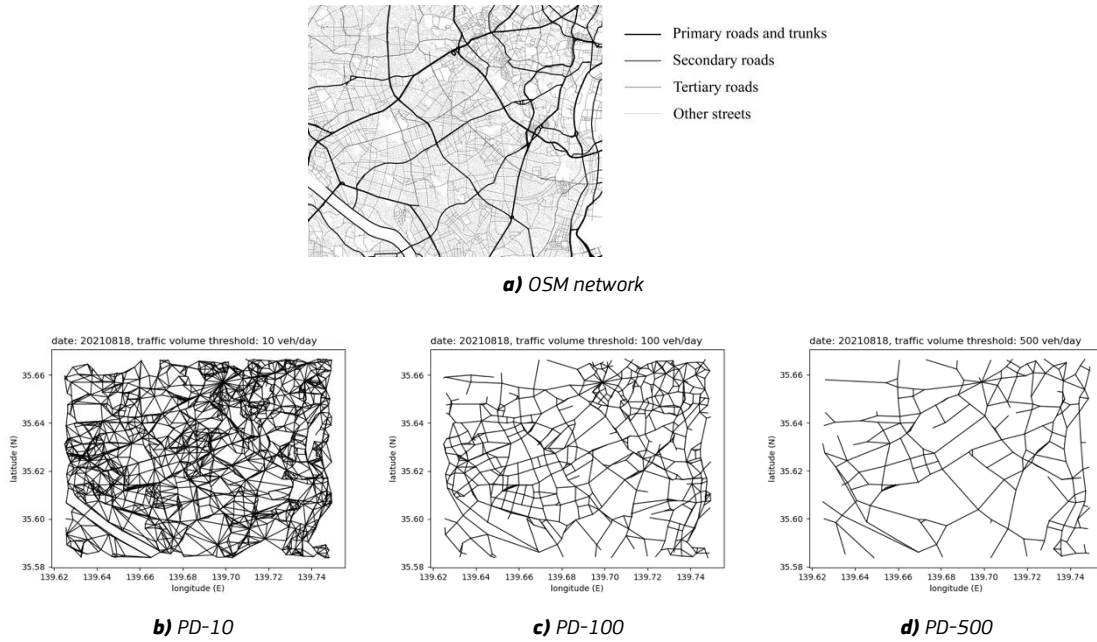 Primary roads and trunks
Secondary roads
Tertiary roads
Other streets
a) OSM network
date: 20210818, traffic volume threshold: 10 veh/day
35.66
35.64
35.62
35.60
35.58
latitude (N)
139.62 139.64 139.66 139.68 139.70 139.72 139.74
longitude (E)
b) PD-10
date: 20210818, traffic volume threshold: 100 veh/day
35.66
35.64
35.62
35.60
35.58
latitude (N)
139.62 139.64 139.66 139.68 139.70 139.72 139.74
longitude (E)
c) PD-100
date: 20210818, traffic volume threshold: 500 veh/day
35.66
35.64
35.62
35.60
35.58
latitude (N)
139.62 139.64 139.66 139.68 139.70 139.72 139.74
longitude (E)
d) PD-500